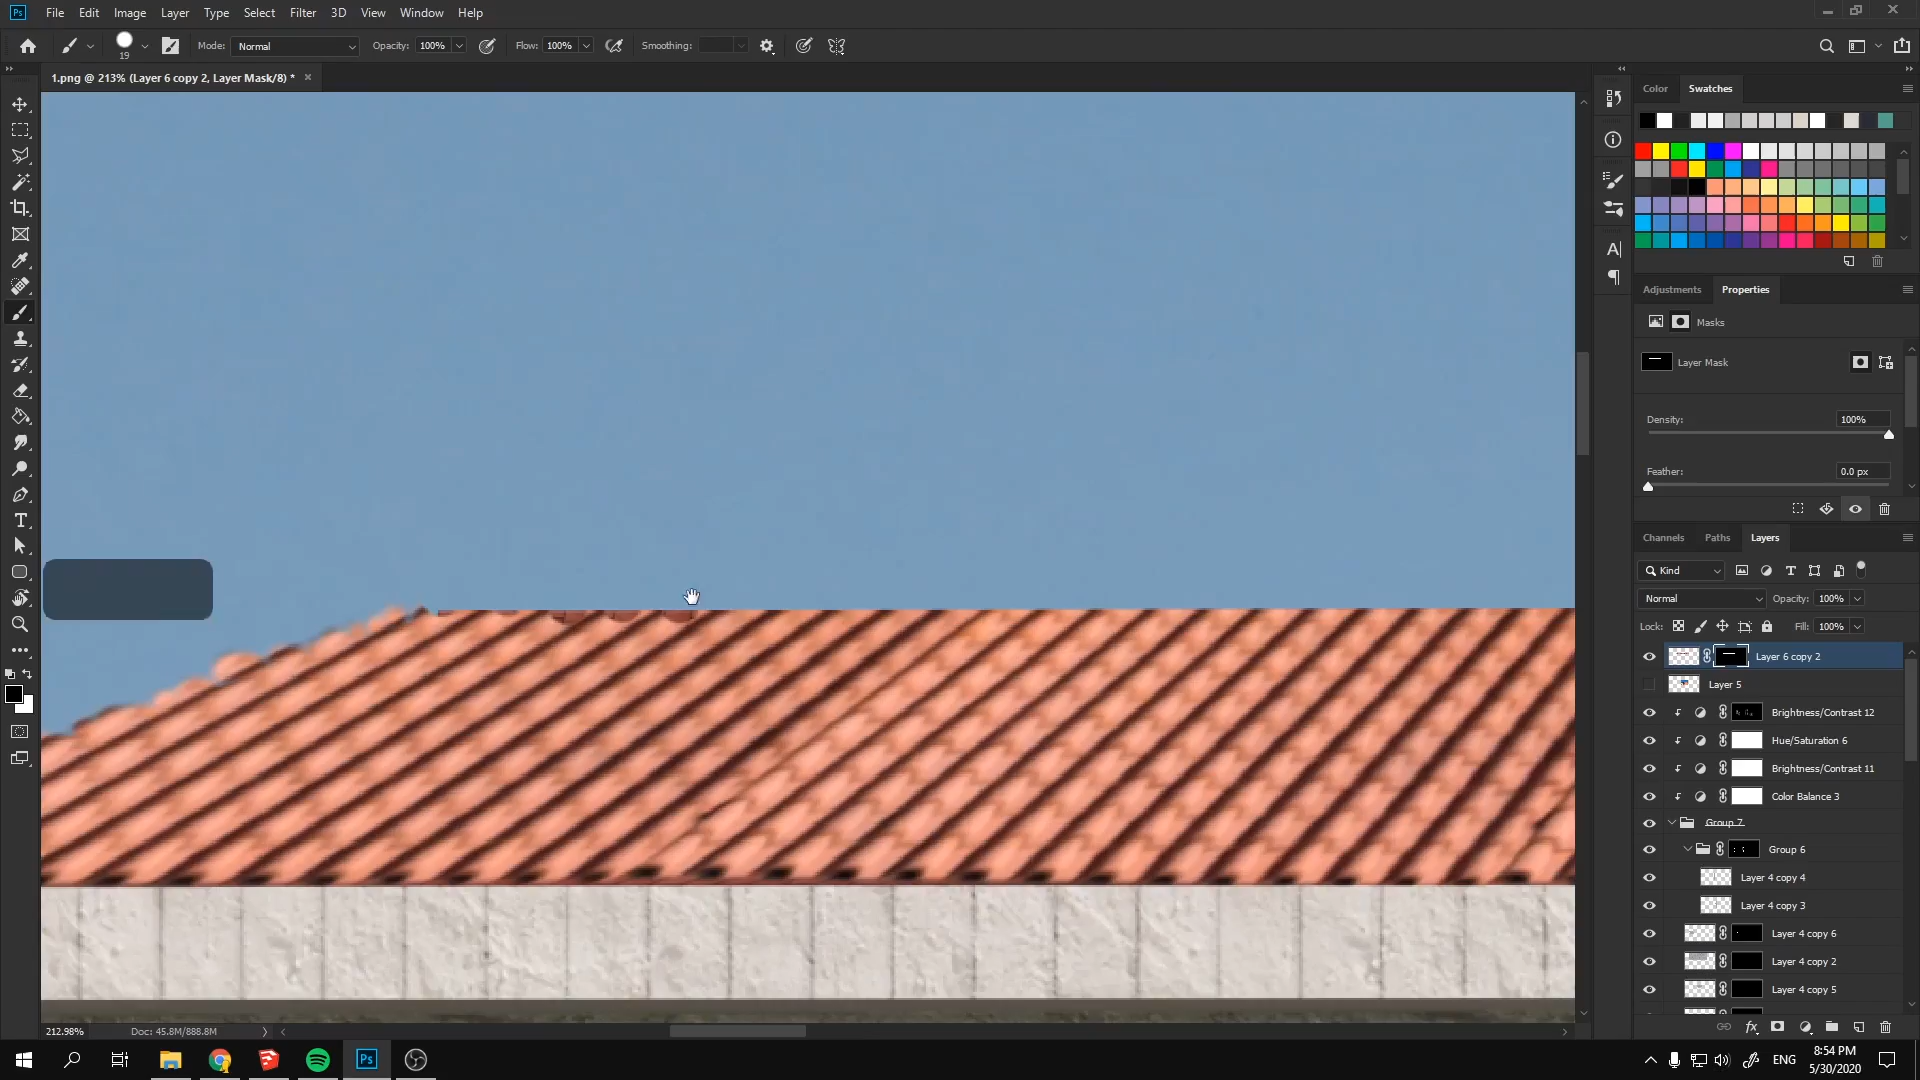 Ps File Edit Image Layer Type Select Filter 3D View Window Help
19 Mode: Normal Opacity: 100% Flow: 100% Smoothing:
1.png @ 213% (Layer 6 copy 2, Layer Mask/8) * ×
Color Swatches
Adjustments Properties
Masks
Layer Mask
Density: 100%
Feather: 0.0 px
Channels Paths Layers
Kind
Normal Opacity: 100%
Lock: Fill: 100%
Layer 6 copy 2
Layer 5
Brightness/Contrast 12
Hue/Saturation 6
Brightness/Contrast 11
Color Balance 3
Group 7
Group 6
Layer 4 copy 4
Layer 4 copy 3
Layer 4 copy 6
Layer 4 copy 2
Layer 4 copy 5
212.98% Doc: 45.8M/888.8M
fx
Ps ENG 8:54 PM
5/30/2020